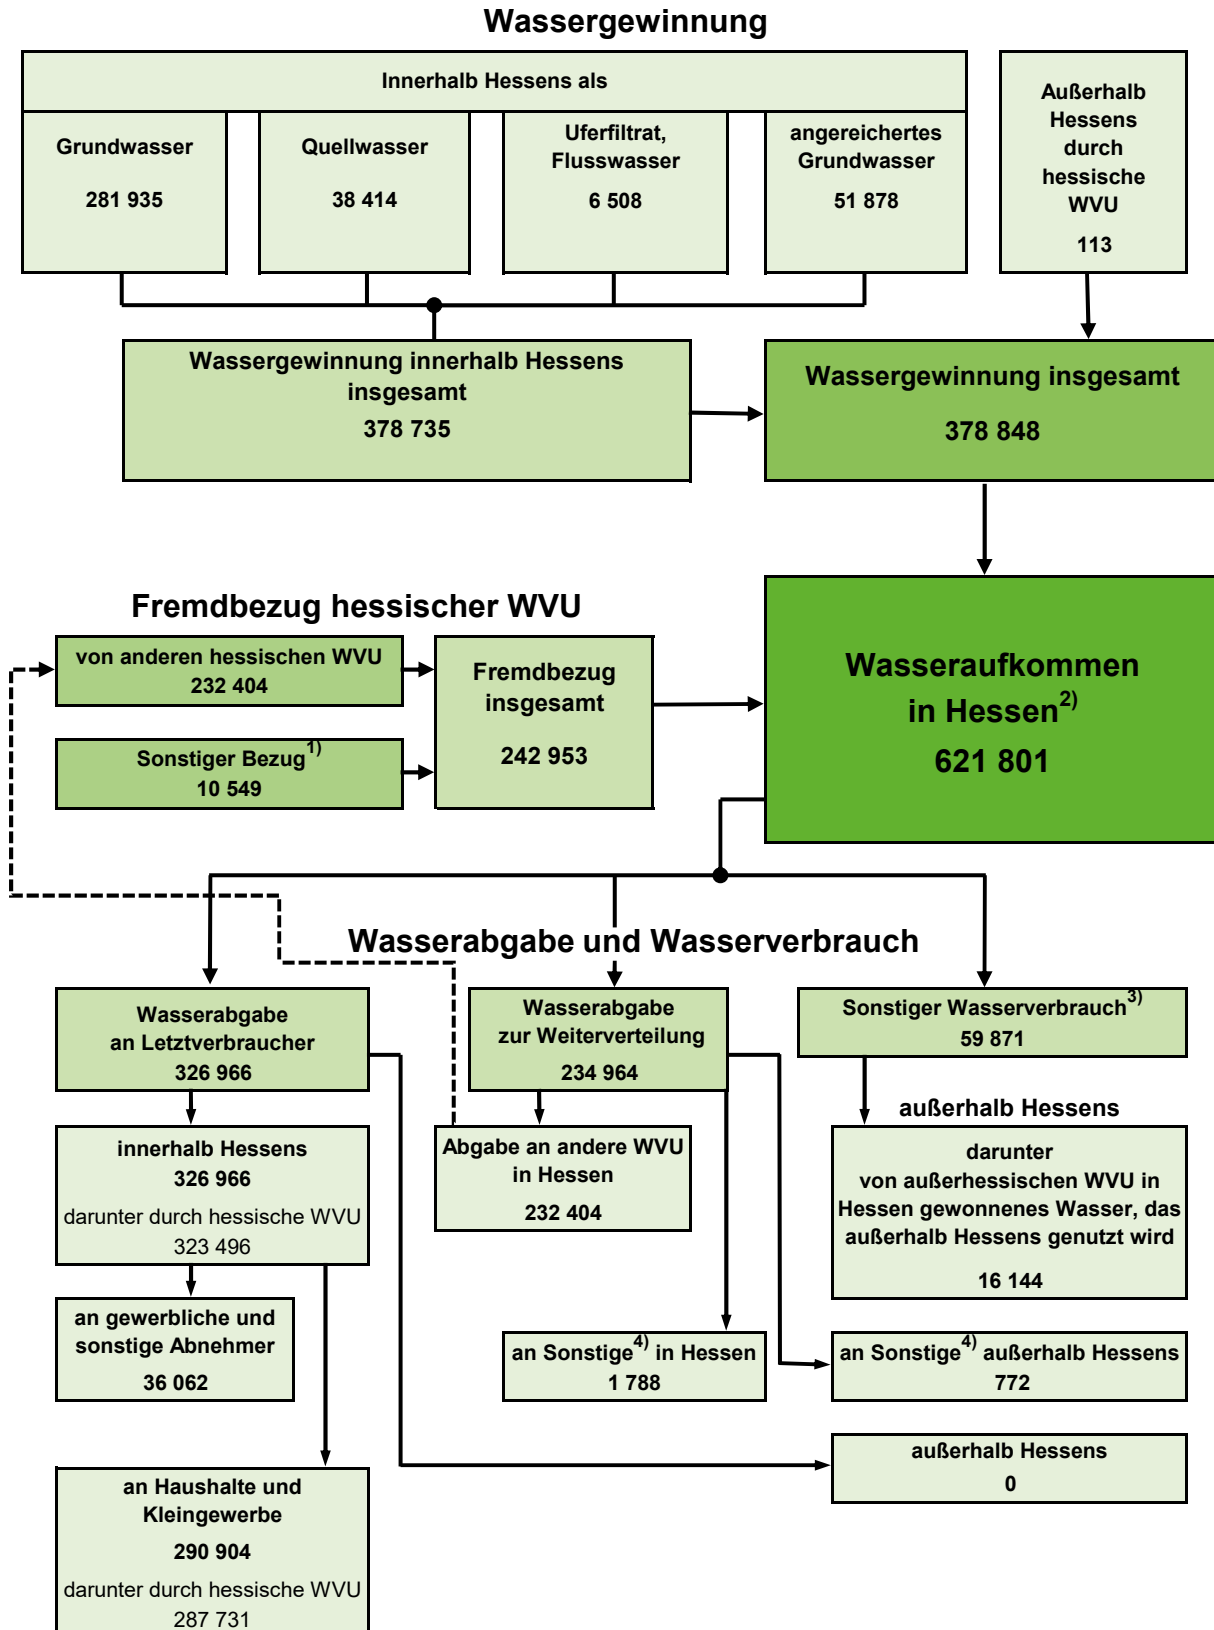 Wassergewinnung
Innerhalb Hessens als
Grundwasser
281 935
Quellwasser
38 414
Uferfiltrat,
Flusswasser
6 508
angereichertes
Grundwasser
51 878
Außerhalb
Hessens
durch
hessische
WVU
113
Wassergewinnung innerhalb Hessens
insgesamt
378 735
Wassergewinnung insgesamt
378 848
Fremdbezug hessischer WVU
von anderen hessischen WVU
232 404
Sonstiger Bezug1)
10 549
Fremdbezug
insgesamt
242 953
Wasseraufkommen
in Hessen2)
621 801
Wasserabgabe und Wasserverbrauch
Wasserabgabe
an Letztverbraucher
326 966
Wasserabgabe
zur Weiterverteilung
234 964
Sonstiger Wasserverbrauch3)
59 871
innerhalb Hessens
326 966
darunter durch hessische WVU
323 496
Abgabe an andere WVU
in Hessen
232 404
außerhalb Hessens
darunter
von außerhessischen WVU in
Hessen gewonnenes Wasser, das
außerhalb Hessens genutzt wird
16 144
an gewerbliche und
sonstige Abnehmer
36 062
an Sonstige4) in Hessen
1 788
an Sonstige4) außerhalb Hessens
772
außerhalb Hessens
0
an Haushalte und
Kleingewerbe
290 904
darunter durch hessische WVU
287 731